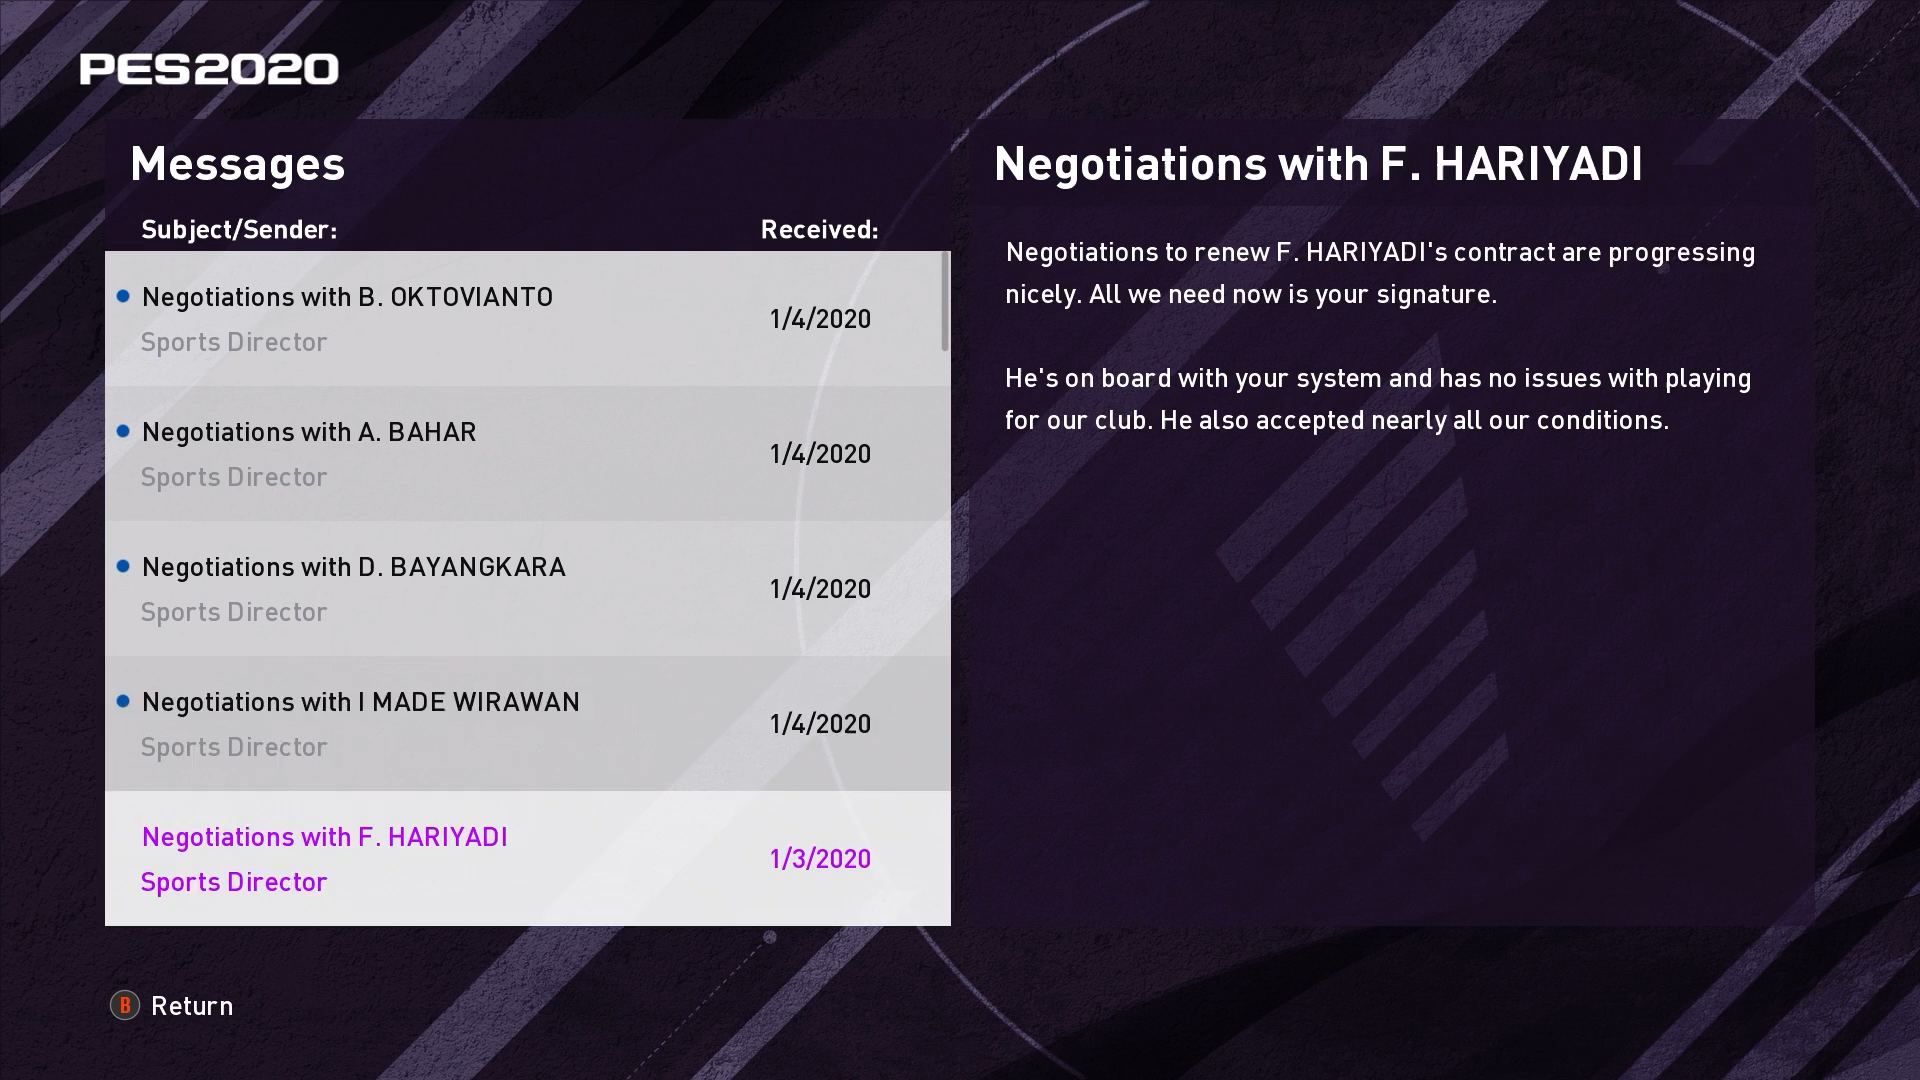 PES2020
Messages
Subject/Sender: Received:
Negotiations with B. OKTOVIANTO
Sports Director
1/4/2020
Negotiations with A. BAHAR
Sports Director
1/4/2020
Negotiations with D. BAYANGKARA
Sports Director
1/4/2020
Negotiations with I MADE WIRAWAN
Sports Director
1/4/2020
Negotiations with F. HARIYADI
Sports Director
1/3/2020
Negotiations with F. HARIYADI
Negotiations to renew F. HARIYADI's contract are progressing
nicely. All we need now is your signature.
He's on board with your system and has no issues with playing
for our club. He also accepted nearly all our conditions.
B Return